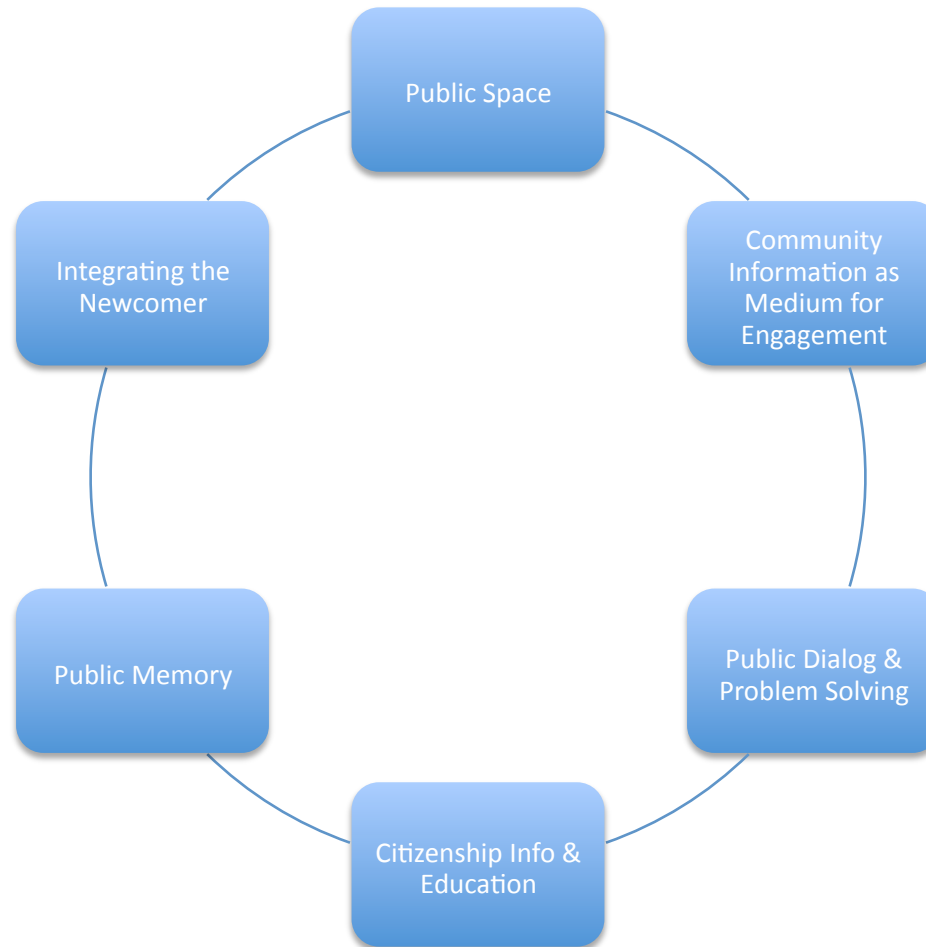 Public Space
Community
Information as
Medium for
Engagement
Public Dialog &
Problem Solving
Citizenship Info &
Education
Public Memory
Integrating the
Newcomer